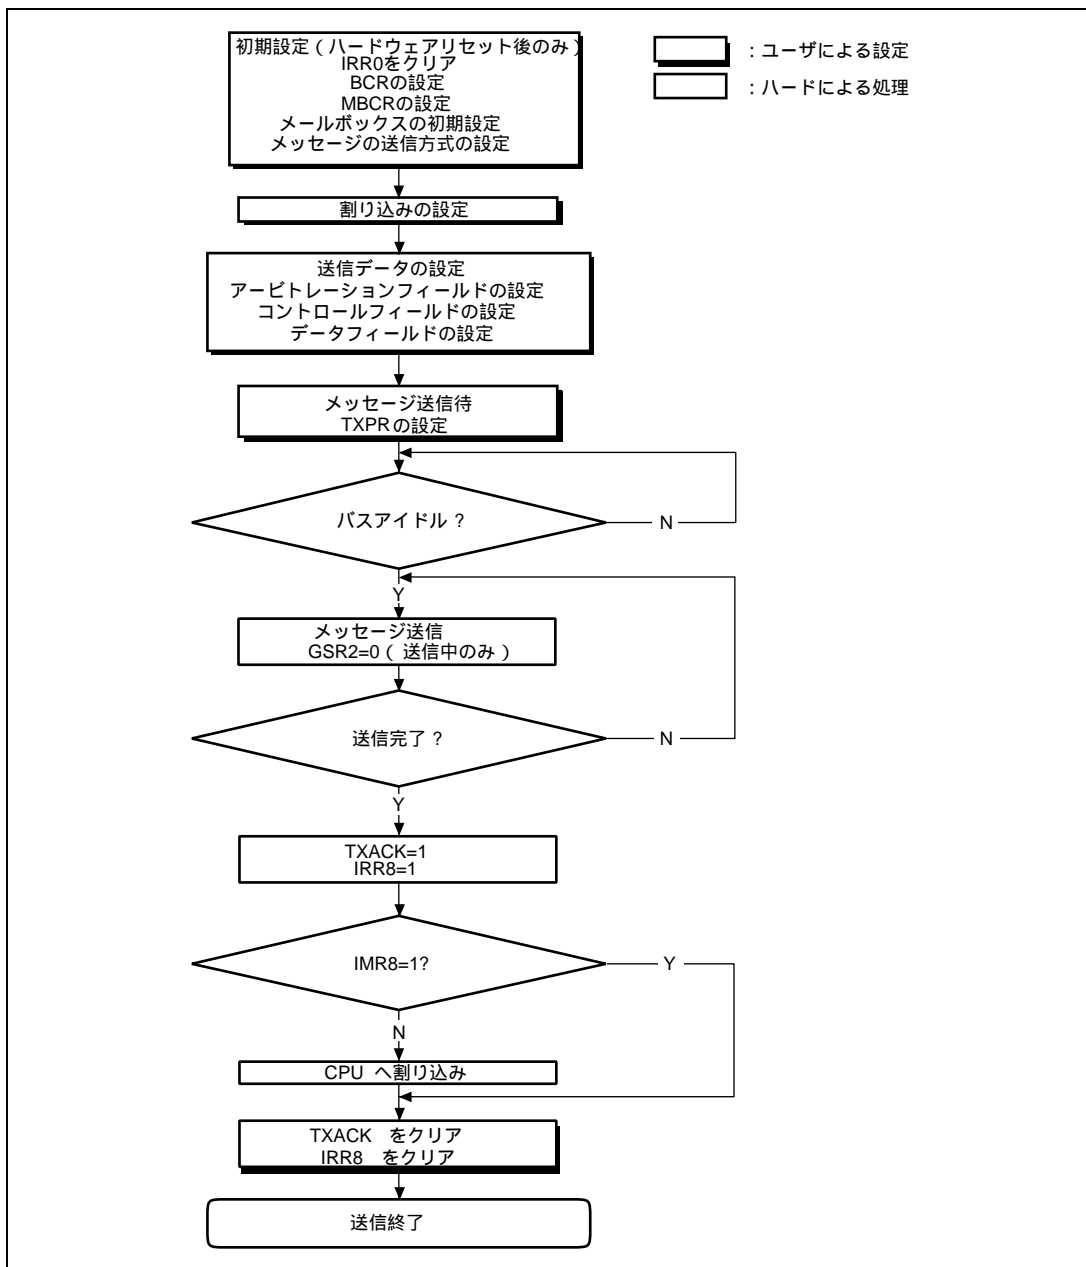 初期設定(ハードウェアリセット後のみ)
IRR0をクリア
BCRの設定
MBCRの設定
メールボックスの初期設定
メッセージの送信方式の設定
:ユーザによる設定
:ハードによる処理
割り込みの設定
送信データの設定
アービトレーションフィールドの設定
コントロールフィールドの設定
データフィールドの設定
メッセージ送信待
TXPRの設定
バスアイドル ?
N
Y
メッセージ送信
GSR2=0(送信中のみ)
送信完了 ?
N
Y
TXACK=1
IRR8=1
IMR8=1?
Y
N
CPU へ割り込み
TXACK をクリア
IRR8 をクリア
送信終了